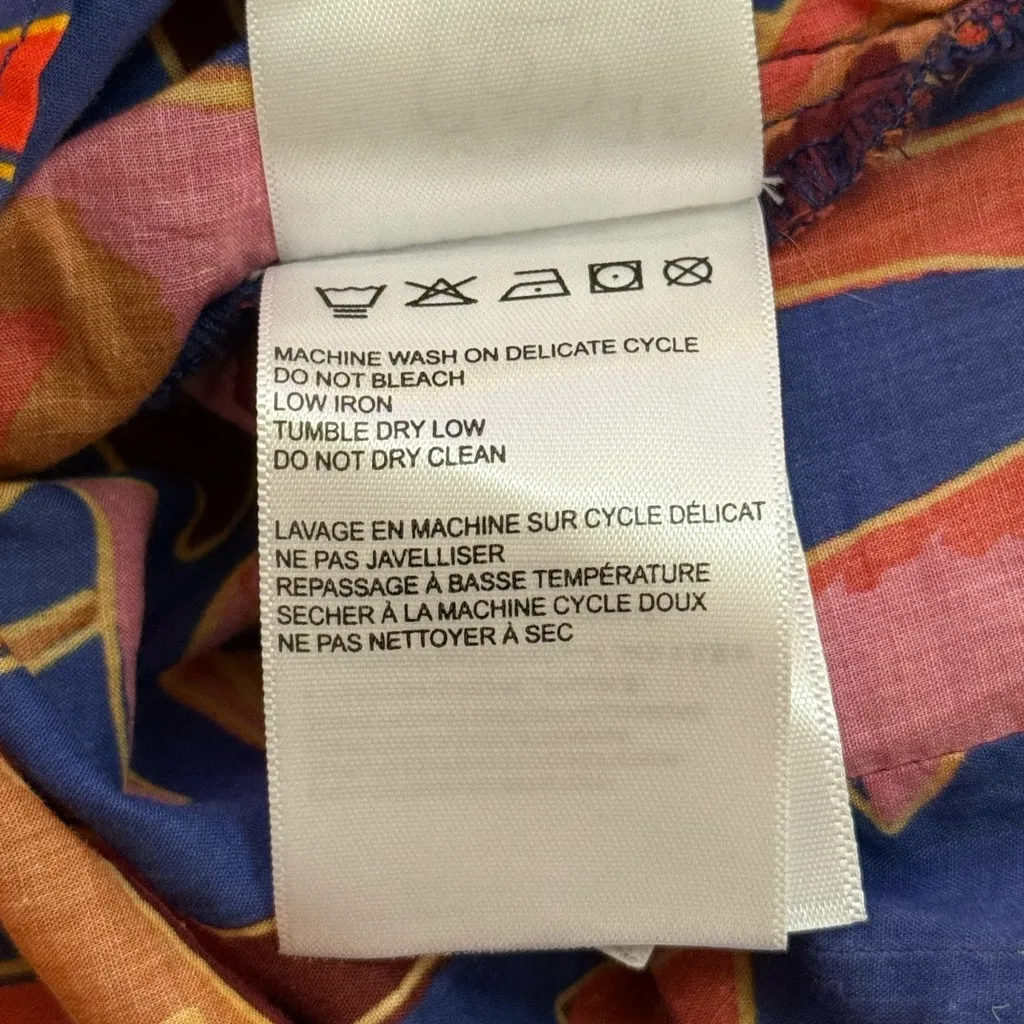 MACHINE WASH ON DELICATE CYCLE
DO NOT BLEACH
LOW IRON
TUMBLE DRY LOW
DO NOT DRY CLEAN
LAVAGE EN MACHINE SUR CYCLE DÉLICAT
NE PAS JAVELLISER
REPASSAGE À BASSE TEMPÉRATURE
SECHER À LA MACHINE CYCLE DOUX
NE PAS NETTOYER À SEC